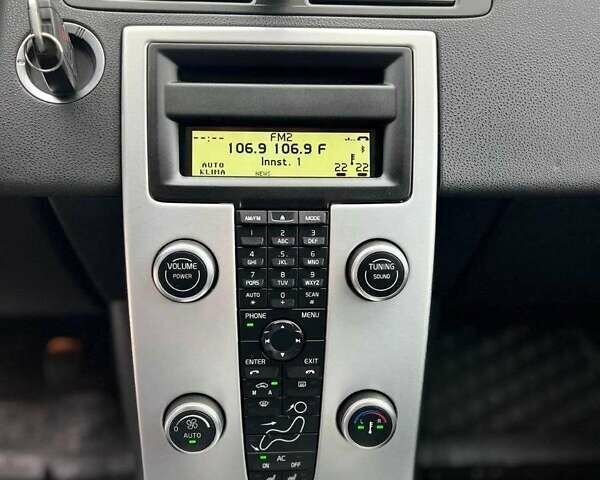 --:-- FM2
106.9 106.9 F
Innst. 1
AUTO
KLIMA NEWS 22 22
AM/FM MODE
2 ABC 3 DEF
4 GHI 5 .JKL 6 MNO
7 PQRS 8 TUV 9 WXYZ
AUTO * 0 + SCAN #
VOLUME
POWER
TUNING
SOUND
PHONE MENU
ENTER EXIT
M A
0 AUTO
L R
AC
ON OFF